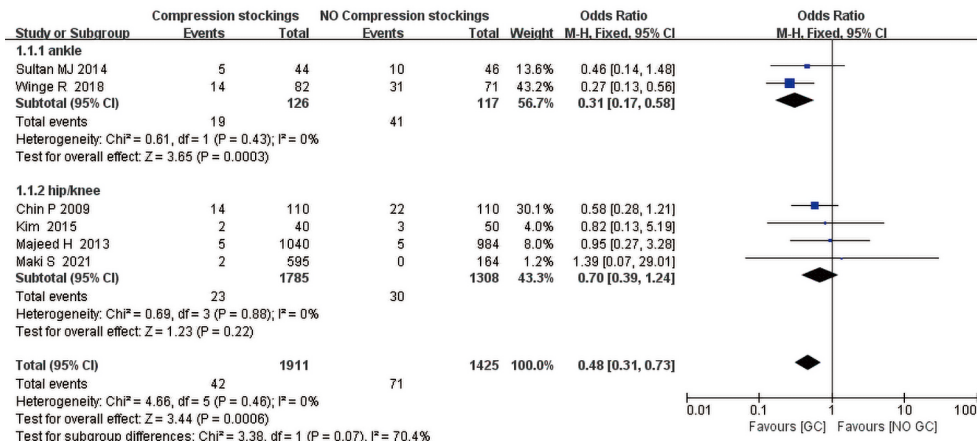 Compression stockings NO Compression stockings Odds Ratio Odds Ratio
Study or Subgroup Events Total Events Total Weight M-H, Fixed, 95% CI M-H, Fixed, 95% CI
1.1.1 ankle
Sultan MJ 2014 5 44 10 46 13.6% 0.46 [0.14, 1.48]
Winge R 2018 14 82 31 71 43.2% 0.27 [0.13, 0.56]
Subtotal (95% CI) 126 117 56.7% 0.31 [0.17, 0.58]
Total events 19 41
Heterogeneity: Chi² = 0.61, df = 1 (P = 0.43); I² = 0%
Test for overall effect: Z = 3.65 (P = 0.0003)
1.1.2 hip/knee
Chin P 2009 14 110 22 110 30.1% 0.58 [0.28, 1.21]
Kim 2015 2 40 3 50 4.0% 0.82 [0.13, 5.19]
Majeed H 2013 5 1040 5 984 8.0% 0.95 [0.27, 3.28]
Maki S 2021 2 595 0 164 1.2% 1.39 [0.07, 29.01]
Subtotal (95% CI) 1785 1308 43.3% 0.70 [0.39, 1.24]
Total events 23 30
Heterogeneity: Chi² = 0.69, df = 3 (P = 0.88); I² = 0%
Test for overall effect: Z = 1.23 (P = 0.22)
Total (95% CI) 1911 1425 100.0% 0.48 [0.31, 0.73]
Total events 42 71
Heterogeneity: Chi² = 4.66, df = 5 (P = 0.46); I² = 0%
Test for overall effect: Z = 3.44 (P = 0.0006)
Test for subgroup differences: Chi² = 3.38, df = 1 (P = 0.07), I² = 70.4%
0.01 0.1 1 10 100
Favours [GC] Favours [NO GC]